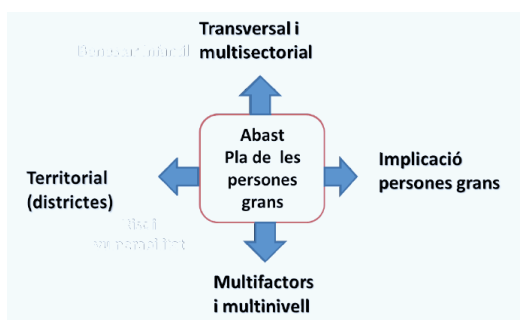 Transversal i
multisectorial
Abast
Pla de les
persones
grans
Territorial
(districtes)
Implicació
persones grans
Multifactors
i multinivell